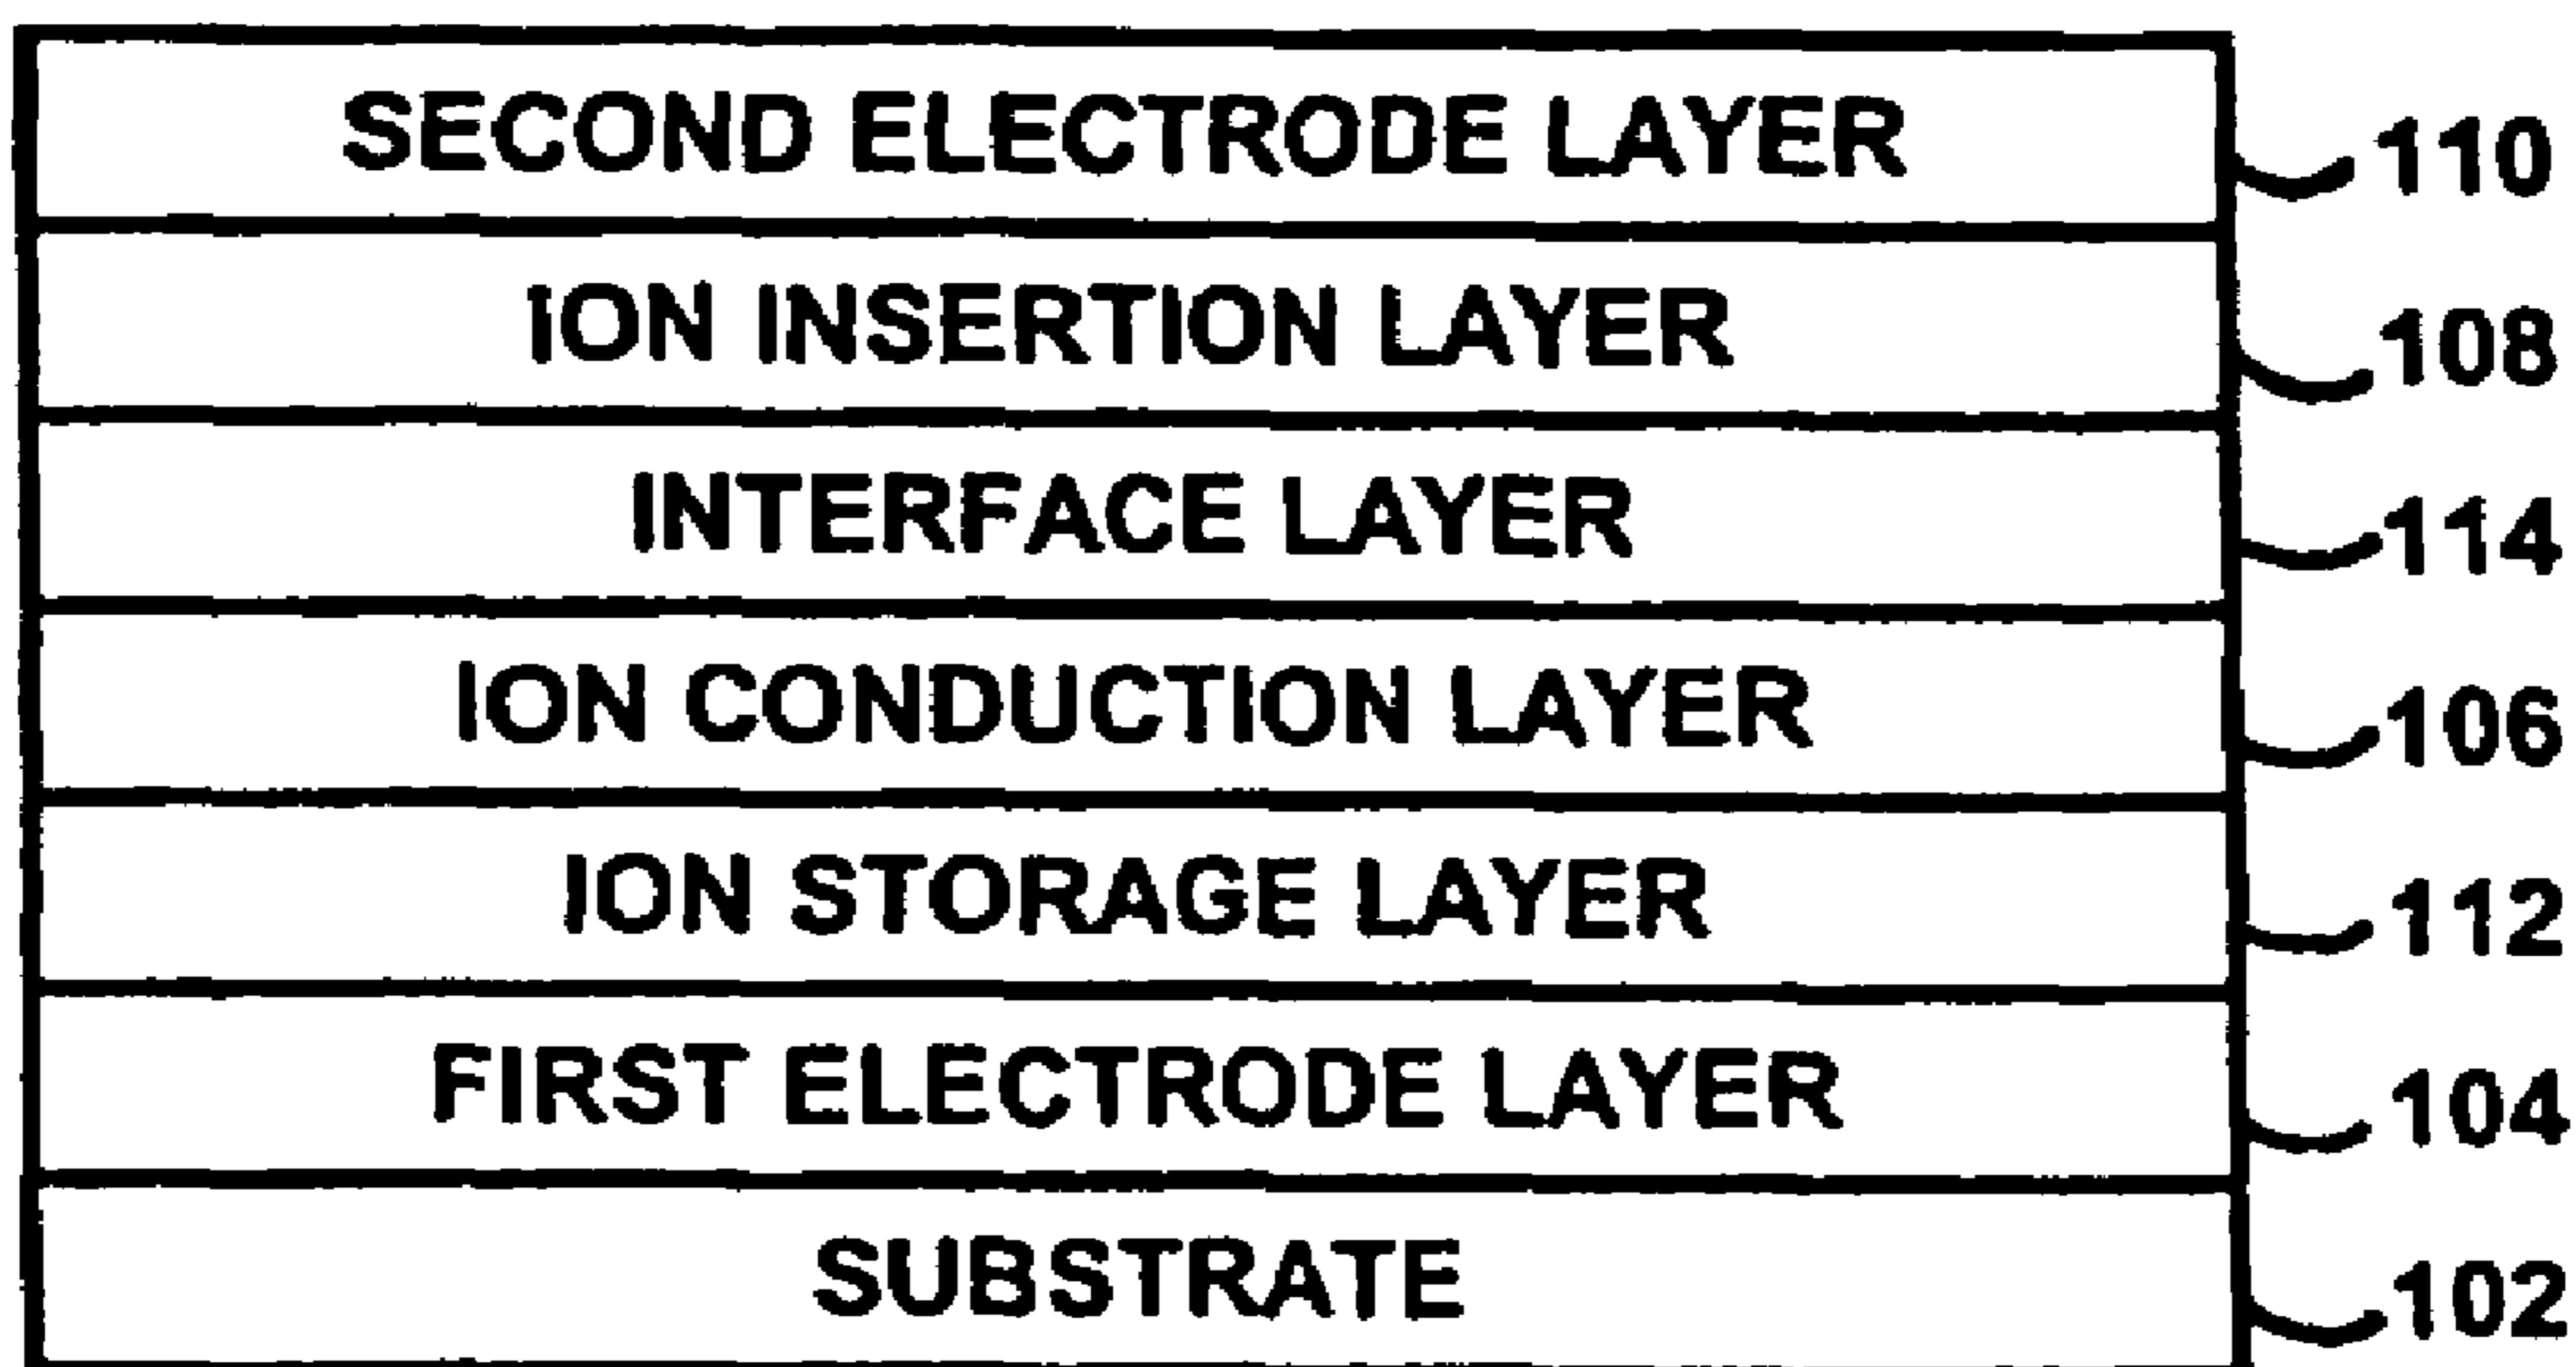 SECOND ELECTRODE LAYER 110
ION INSERTION LAYER 108
INTERFACE LAYER 114
ION CONDUCTION LAYER 106
ION STORAGE LAYER 112
FIRST ELECTRODE LAYER 104
SUBSTRATE 102